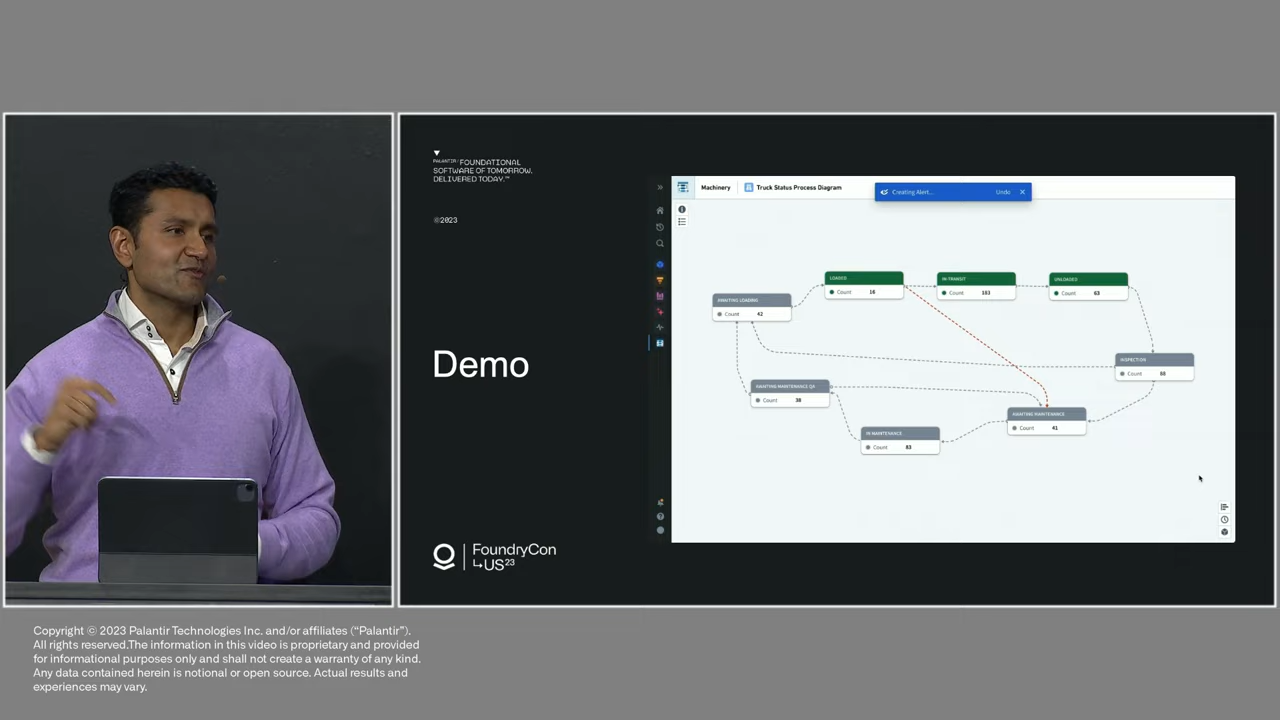 PALANTIR/FOUNDATIONAL
SOFTWARE OF TOMORROW.
DELIVERED TODAY.™
©2023
Demo
FoundryCon
US²³
Machinery
Truck Status Process Diagram
Creating Alert...
Undo
AWAITING LOADING
Count 42
LOADED
Count 16
IN-TRANSIT
Count 103
UNLOADED
Count 63
INSPECTION
Count 88
AWAITING MAINTENANCE
Count 41
IN-MAINTENANCE
Count 83
AWAITING MAINTENANCE QA
Count 38
Copyright © 2023 Palantir Technologies Inc. and/or affiliates (“Palantir”).
All rights reserved.The information in this video is proprietary and provided
for informational purposes only and shall not create a warranty of any kind.
Any data contained herein is notional or open source. Actual results and
experiences may vary.